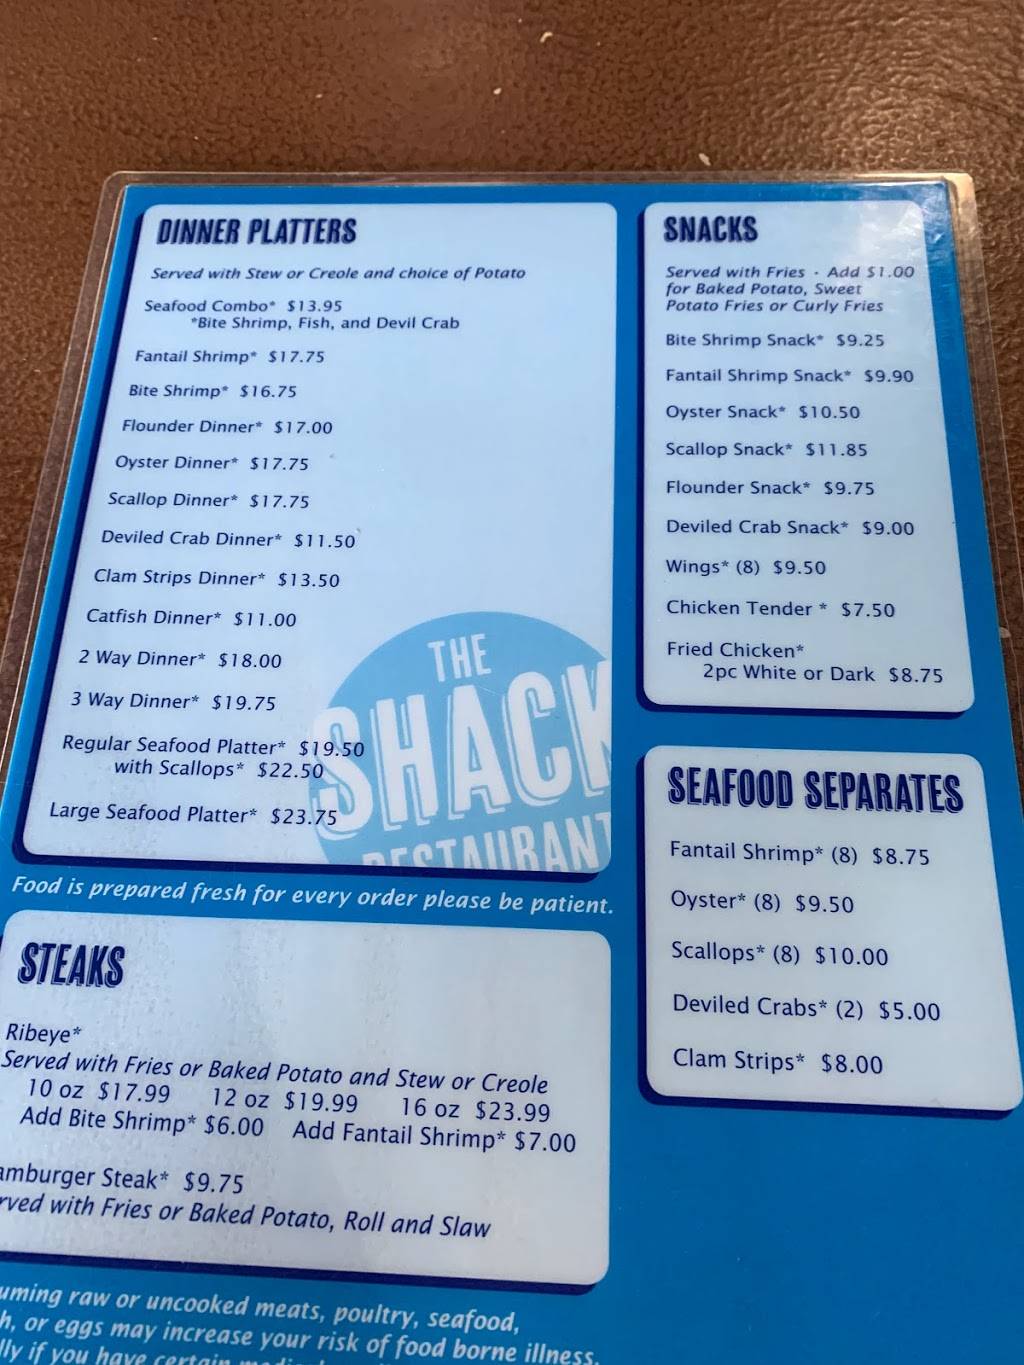 DINNER PLATTERS
Served with Stew or Creole and choice of Potato
Seafood Combo* $13.95
*Bite Shrimp, Fish, and Devil Crab
Fantail Shrimp* $17.75
Bite Shrimp* $16.75
Flounder Dinner* $17.00
Oyster Dinner* $17.75
Scallop Dinner* $17.75
Deviled Crab Dinner* $11.50
Clam Strips Dinner* $13.50
Catfish Dinner* $11.00
2 Way Dinner* $18.00
3 Way Dinner* $19.75
Regular Seafood Platter* $19.50
with Scallops* $22.50
Large Seafood Platter* $23.75
THE
SHACK
RESTAURANT
Food is prepared fresh for every order please be patient.
STEAKS
Ribeye*
Served with Fries or Baked Potato and Stew or Creole
10 oz $17.99 12 oz $19.99 16 oz $23.99
Add Bite Shrimp* $6.00 Add Fantail Shrimp* $7.00
amburger Steak* $9.75
rved with Fries or Baked Potato, Roll and Slaw
uming raw or uncooked meats, poultry, seafood,
h, or eggs may increase your risk of food borne illness,
lly if you have certain
SNACKS
Served with Fries · Add $1.00
for Baked Potato, Sweet
Potato Fries or Curly Fries
Bite Shrimp Snack* $9.25
Fantail Shrimp Snack* $9.90
Oyster Snack* $10.50
Scallop Snack* $11.85
Flounder Snack* $9.75
Deviled Crab Snack* $9.00
Wings* (8) $9.50
Chicken Tender * $7.50
Fried Chicken*
2pc White or Dark $8.75
SEAFOOD SEPARATES
Fantail Shrimp* (8) $8.75
Oyster* (8) $9.50
Scallops* (8) $10.00
Deviled Crabs* (2) $5.00
Clam Strips* $8.00